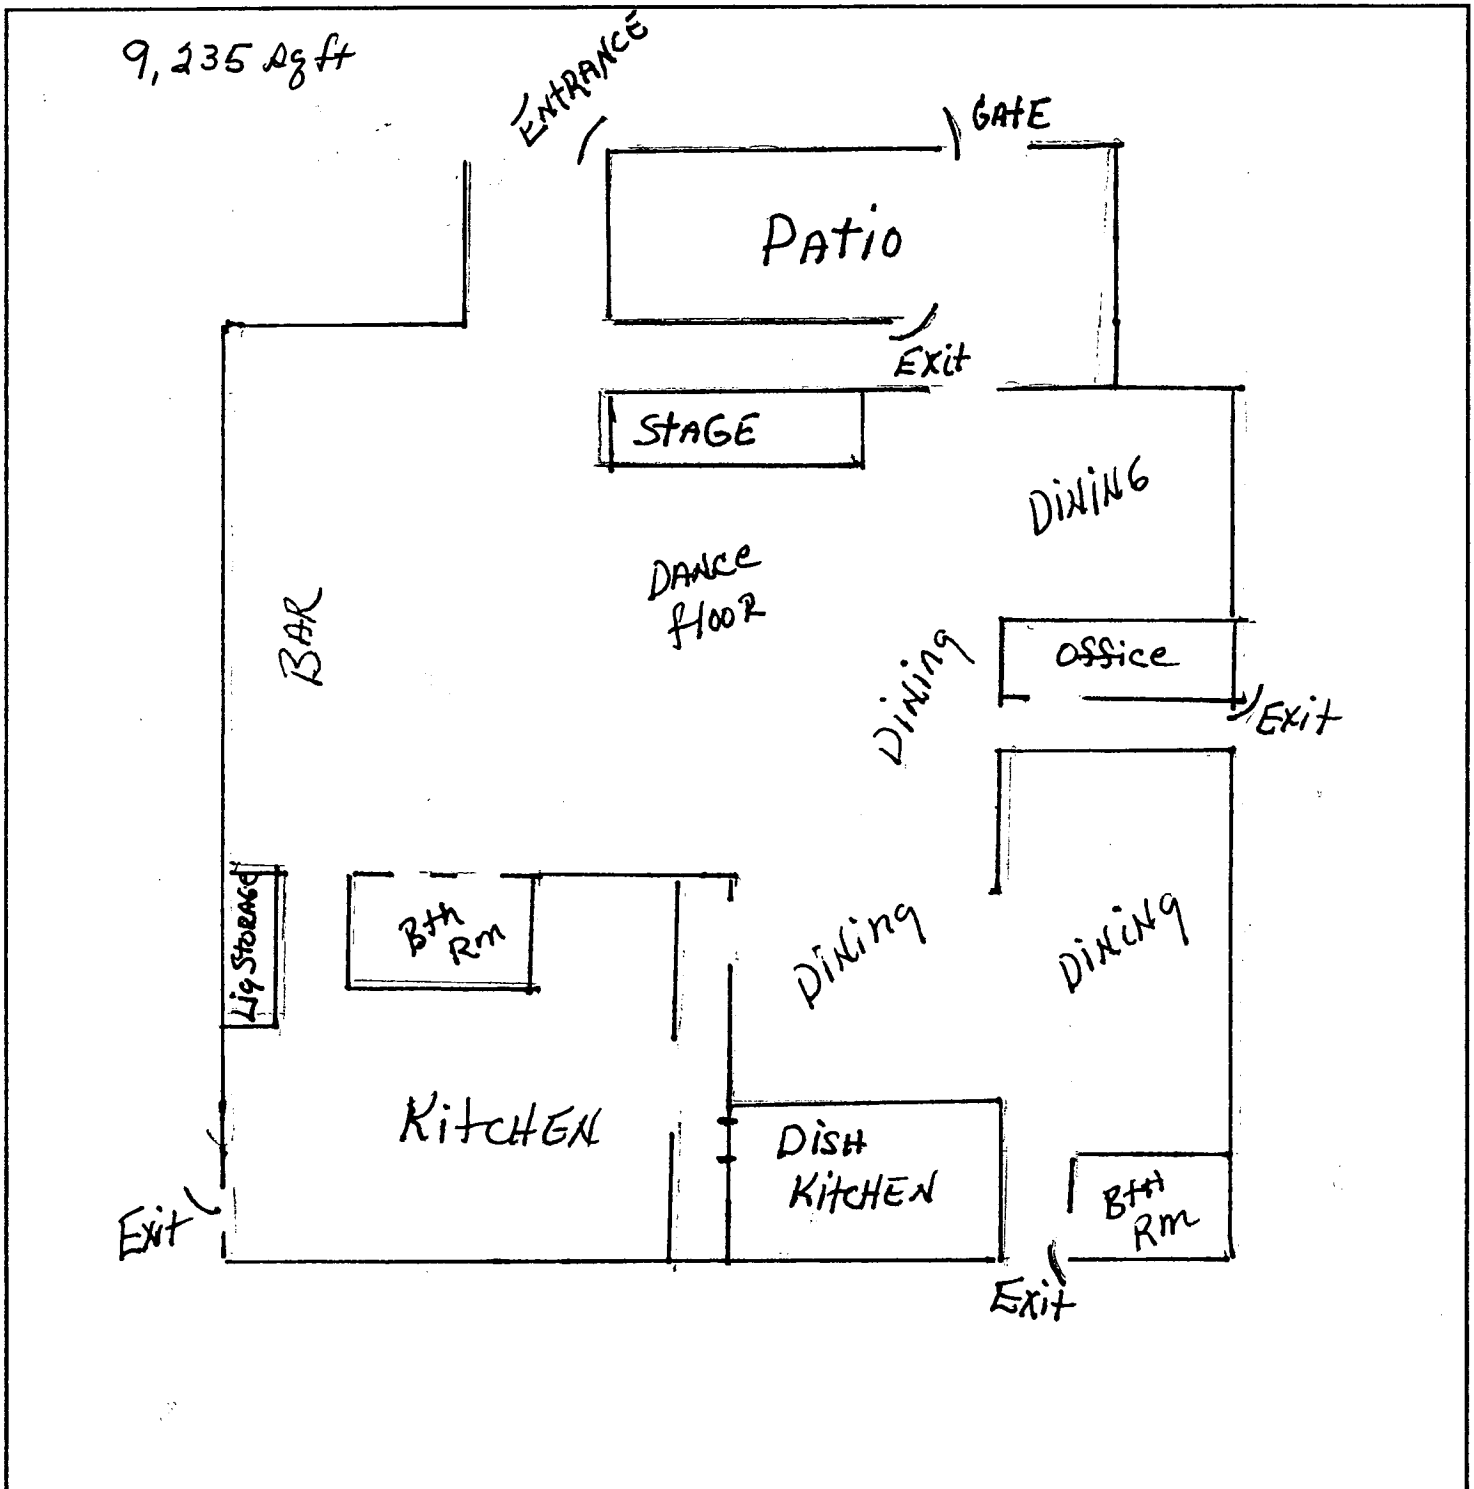 9,235 sq ft
ENTRANCE
GATE
PATIO
Exit
STAGE
DINING
DANCE
flOOR
BAR
Office
DINING
Exit
Liq STORAGE
Bth
Rm
DINING
DINING
KITCHEN
DISH
KITCHEN
Bth
Rm
Exit
Exit